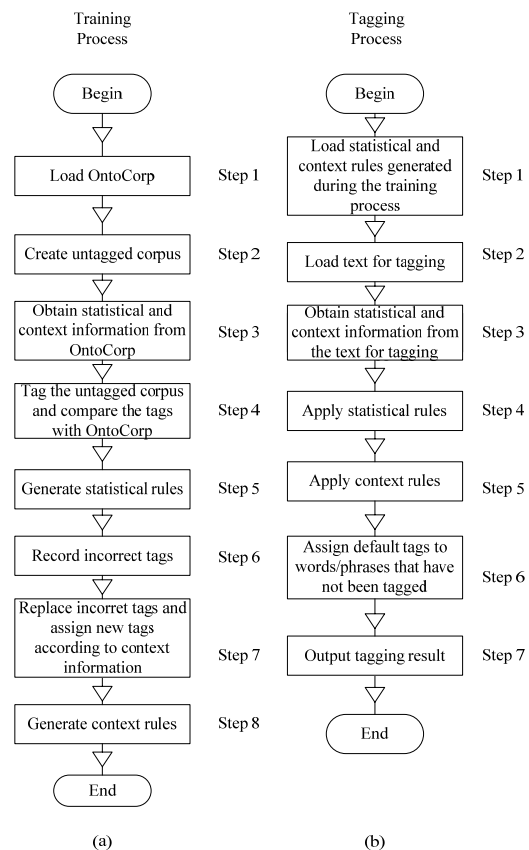 Training
Process
Begin
Load OntoCorp
Step 1
Create untagged corpus
Step 2
Obtain statistical and
context information from
OntoCorp
Step 3
Tag the untagged corpus
and compare the tags
with OntoCorp
Step 4
Generate statistical rules
Step 5
Record incorrect tags
Step 6
Replace incorret tags and
assign new tags
according to context
information
Step 7
Generate context rules
Step 8
End
(a)
Tagging
Process
Begin
Load statistical and
context rules generated
during the training
process
Step 1
Load text for tagging
Step 2
Obtain statistical and
context information from
the text for tagging
Step 3
Apply statistical rules
Step 4
Apply context rules
Step 5
Assign default tags to
words/phrases that have
not been tagged
Step 6
Output tagging result
Step 7
End
(b)